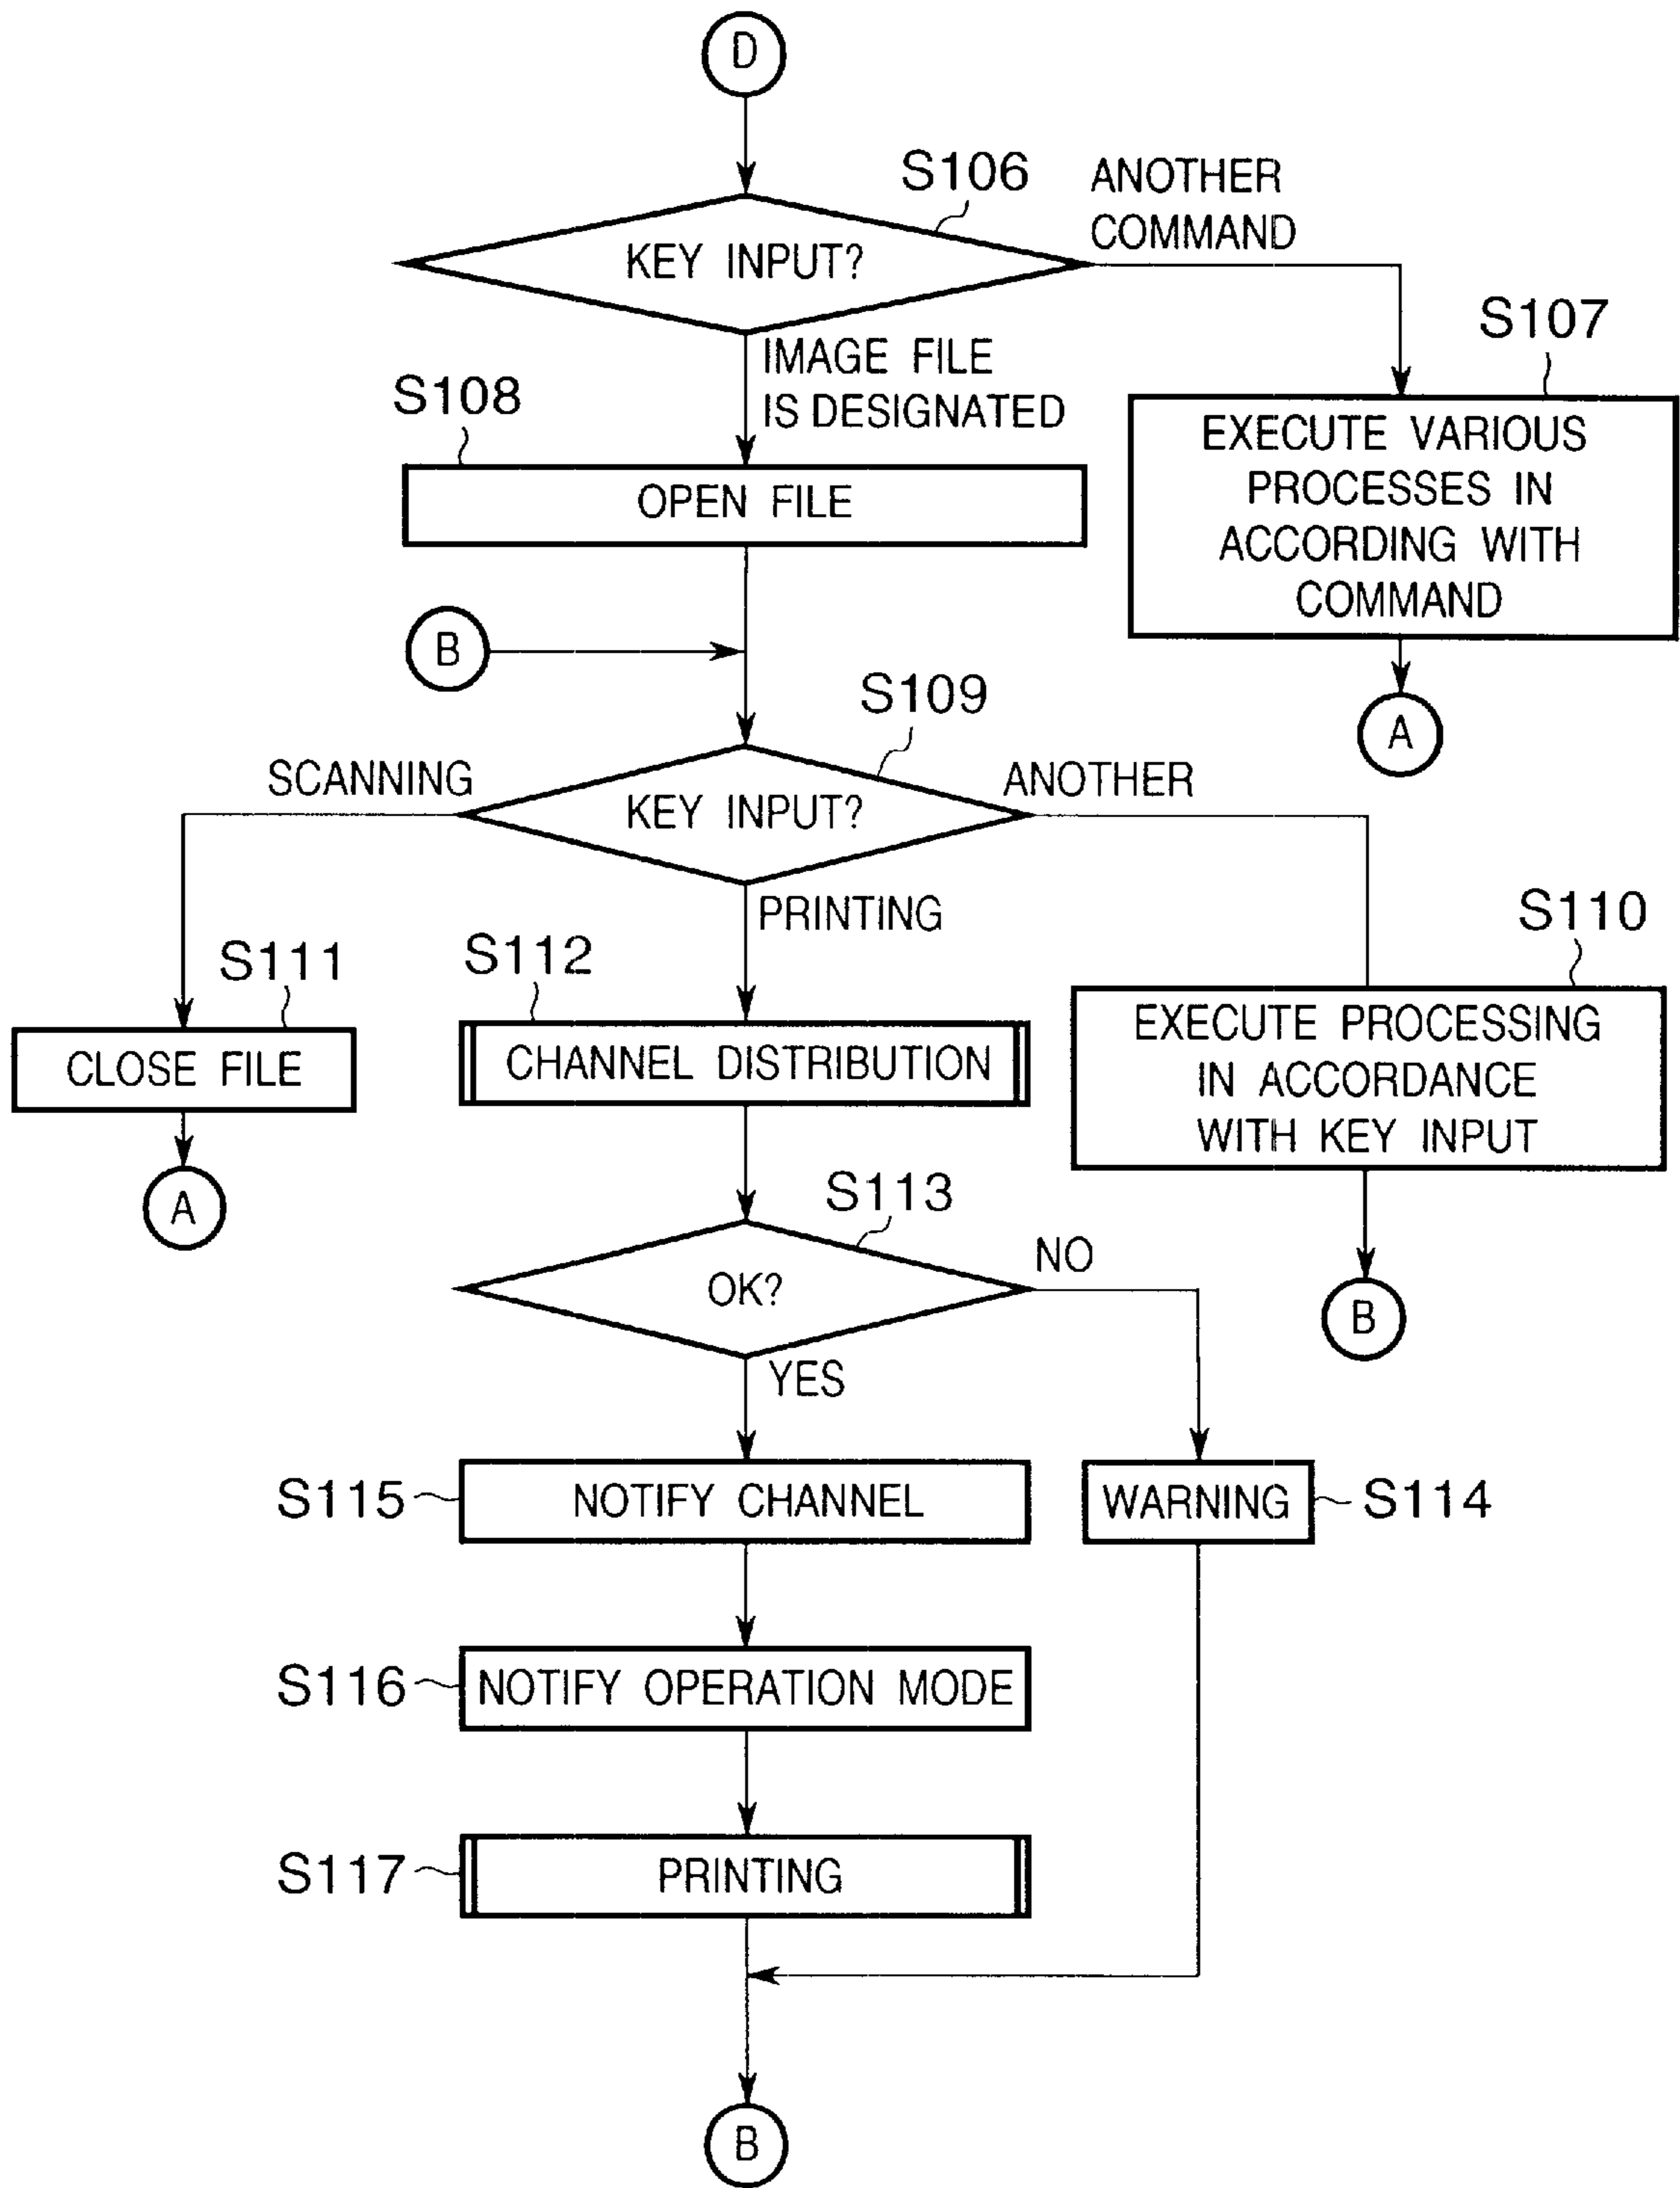 D
S106
ANOTHER
COMMAND
KEY INPUT?
S107
IMAGE FILE
IS DESIGNATED
S108
EXECUTE VARIOUS
PROCESSES IN
ACCORDING WITH
COMMAND
OPEN FILE
B
S109
A
SCANNING
ANOTHER
KEY INPUT?
PRINTING
S110
S111
S112
EXECUTE PROCESSING
IN ACCORDANCE
WITH KEY INPUT
CLOSE FILE
CHANNEL DISTRIBUTION
A
S113
NO
OK?
B
YES
S115
NOTIFY CHANNEL
WARNING
S114
S116
NOTIFY OPERATION MODE
S117
PRINTING
B